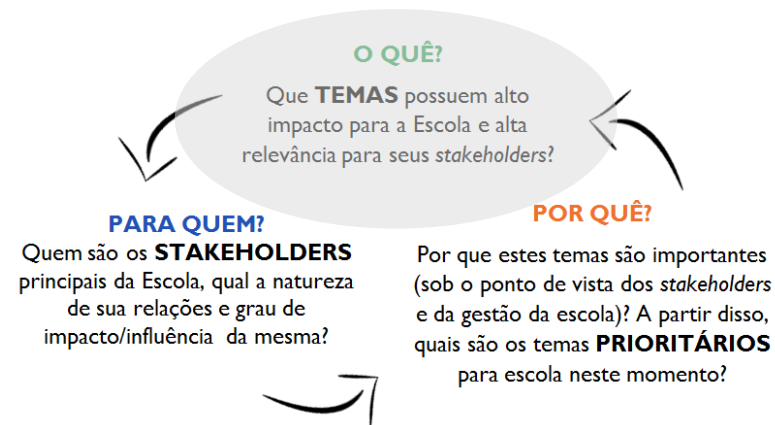 O QUÊ?
Que TEMAS possuem alto
impacto para a Escola e alta
relevância para seus stakeholders?
PARA QUEM?
Quem são os STAKEHOLDERS
principais da Escola, qual a natureza
de sua relações e grau de
impacto/influência da mesma?
POR QUÊ?
Por que estes temas são importantes
(sob o ponto de vista dos stakeholders
e da gestão da escola)? A partir disso,
quais são os temas PRIORITÁRIOS
para escola neste momento?